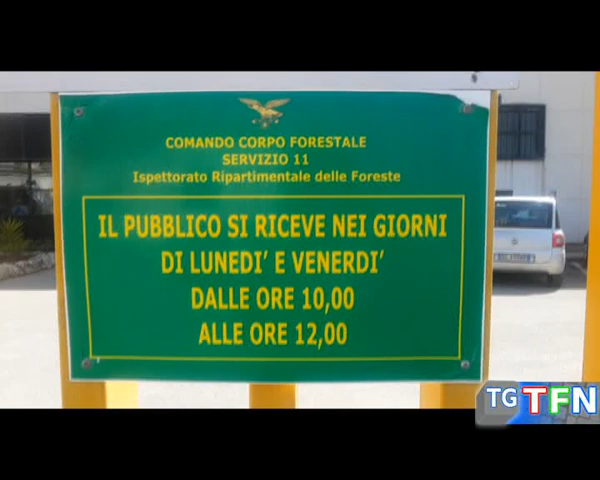 COMANDO CORPO FORESTALE
SERVIZIO 11
Ispettorato Ripartimentale delle Foreste
IL PUBBLICO SI RICEVE NEI GIORNI
DI LUNEDI' E VENERDI'
DALLE ORE 10,00
ALLE ORE 12,00
TG TFN